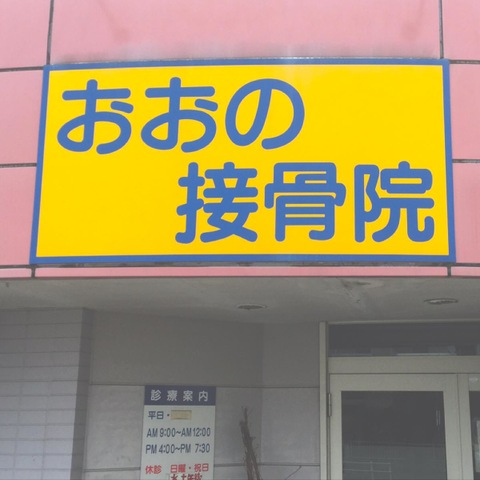 おおの
接骨院
診療案内
平日・
AM 9:00~AM 12:00
PM 4:00~PM 7:30
休診 日曜・祝日